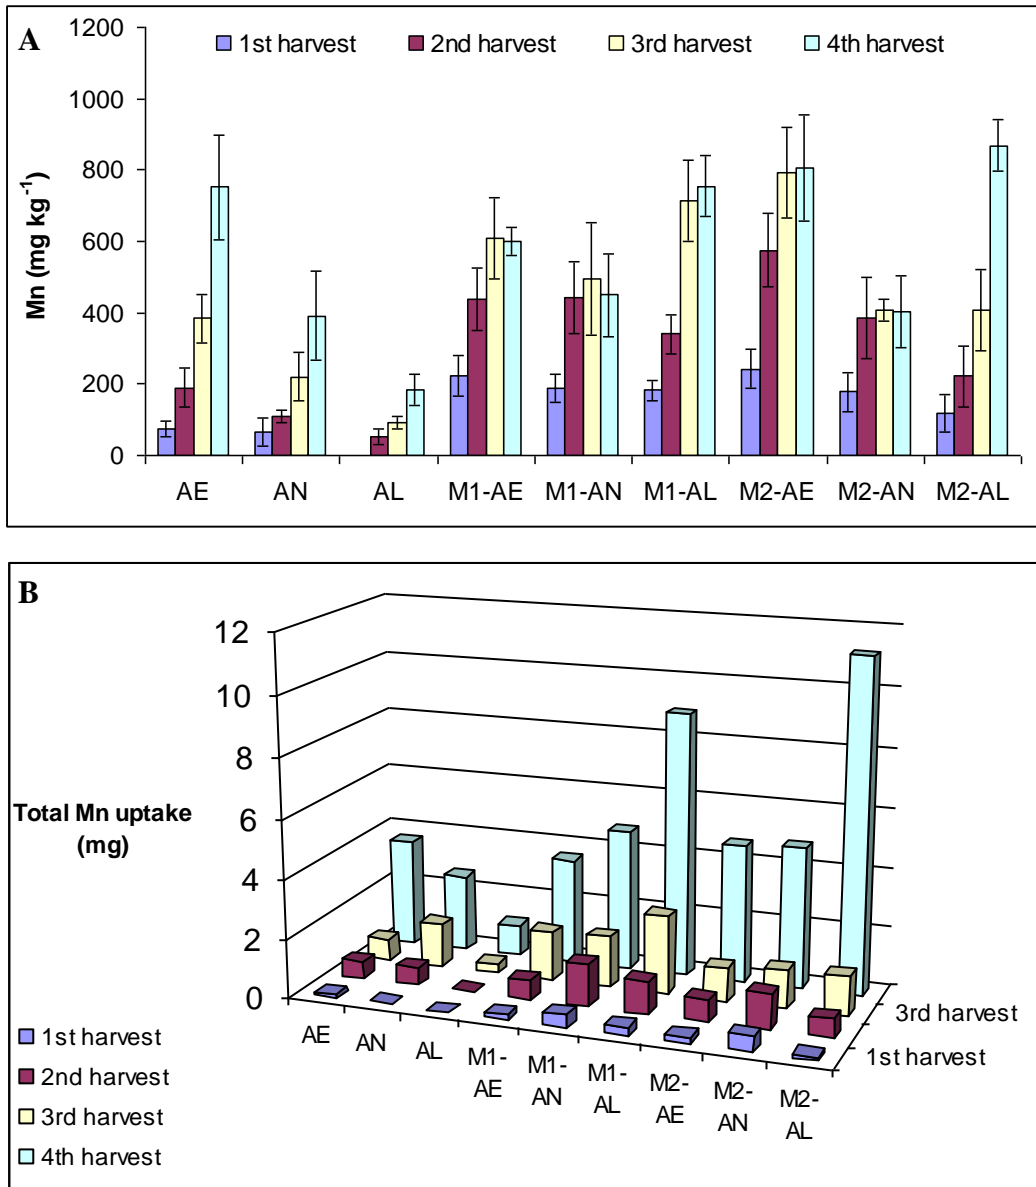 A
1st harvest 2nd harvest 3rd harvest 4th harvest
Mn (mg kg⁻¹)
1200
1000
800
600
400
200
0
AE AN AL M1-AE M1-AN M1-AL M2-AE M2-AN M2-AL
B
Total Mn uptake
(mg)
12
10
8
6
4
2
0
AE AN AL M1-
AE M1-
AN M1-
AL M2-
AE M2-
AN M2-
AL
3rd harvest
1st harvest
1st harvest
2nd harvest
3rd harvest
4th harvest